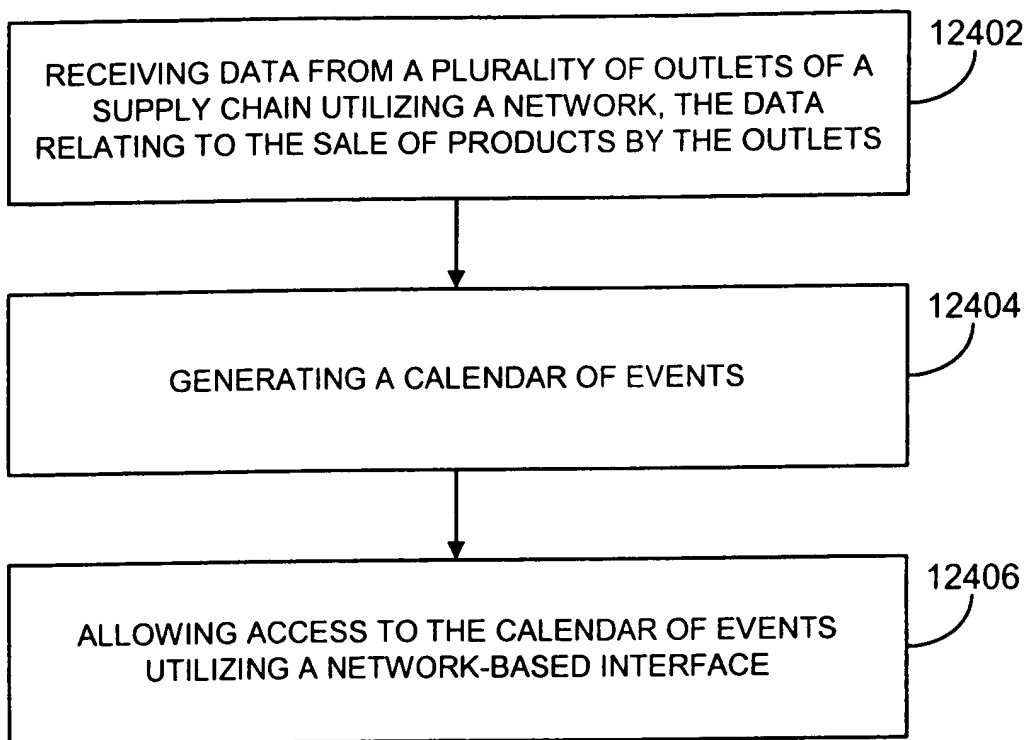 12402
RECEIVING DATA FROM A PLURALITY OF OUTLETS OF A
SUPPLY CHAIN UTILIZING A NETWORK, THE DATA
RELATING TO THE SALE OF PRODUCTS BY THE OUTLETS
12404
GENERATING A CALENDAR OF EVENTS
12406
ALLOWING ACCESS TO THE CALENDAR OF EVENTS
UTILIZING A NETWORK-BASED INTERFACE